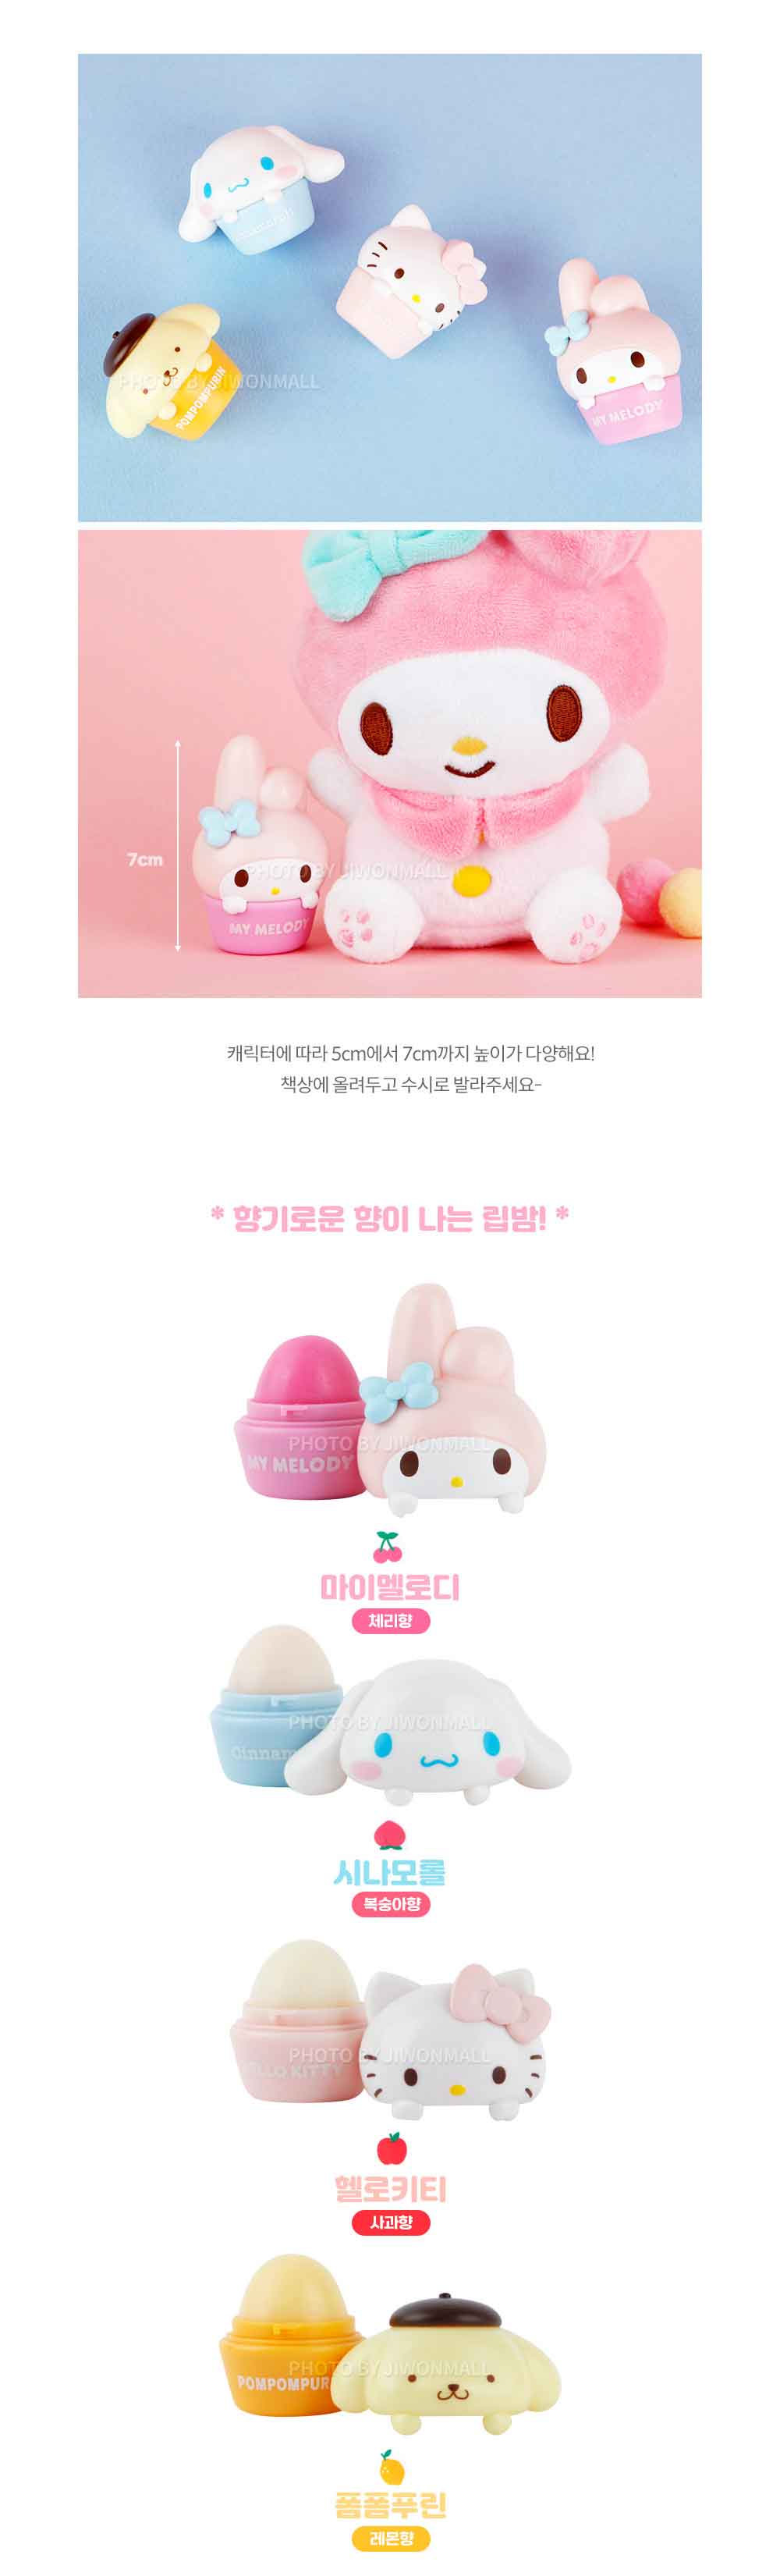 POMPOMPURIN
MY MELODY
PHOTO BY JIWONMALL
7cm
MY MELODY
PHOTO BY JIWONMALL
캐릭터에 따라 5cm에서 7cm까지 높이가 다양해요!
책상에 올려두고 수시로 발라주세요-
* 향기로운 향이 나는 립밤! *
MY MELODY
PHOTO BY JIWONMALL
마이멜로디
체리향
Cinnam
PHOTO BY JIWONMALL
시나모롤
복숭아향
LLO KITTY
PHOTO BY JIWONMALL
헬로키티
사과향
POMPOMPUR
PHOTO BY JIWONMALL
폼폼푸린
레몬향